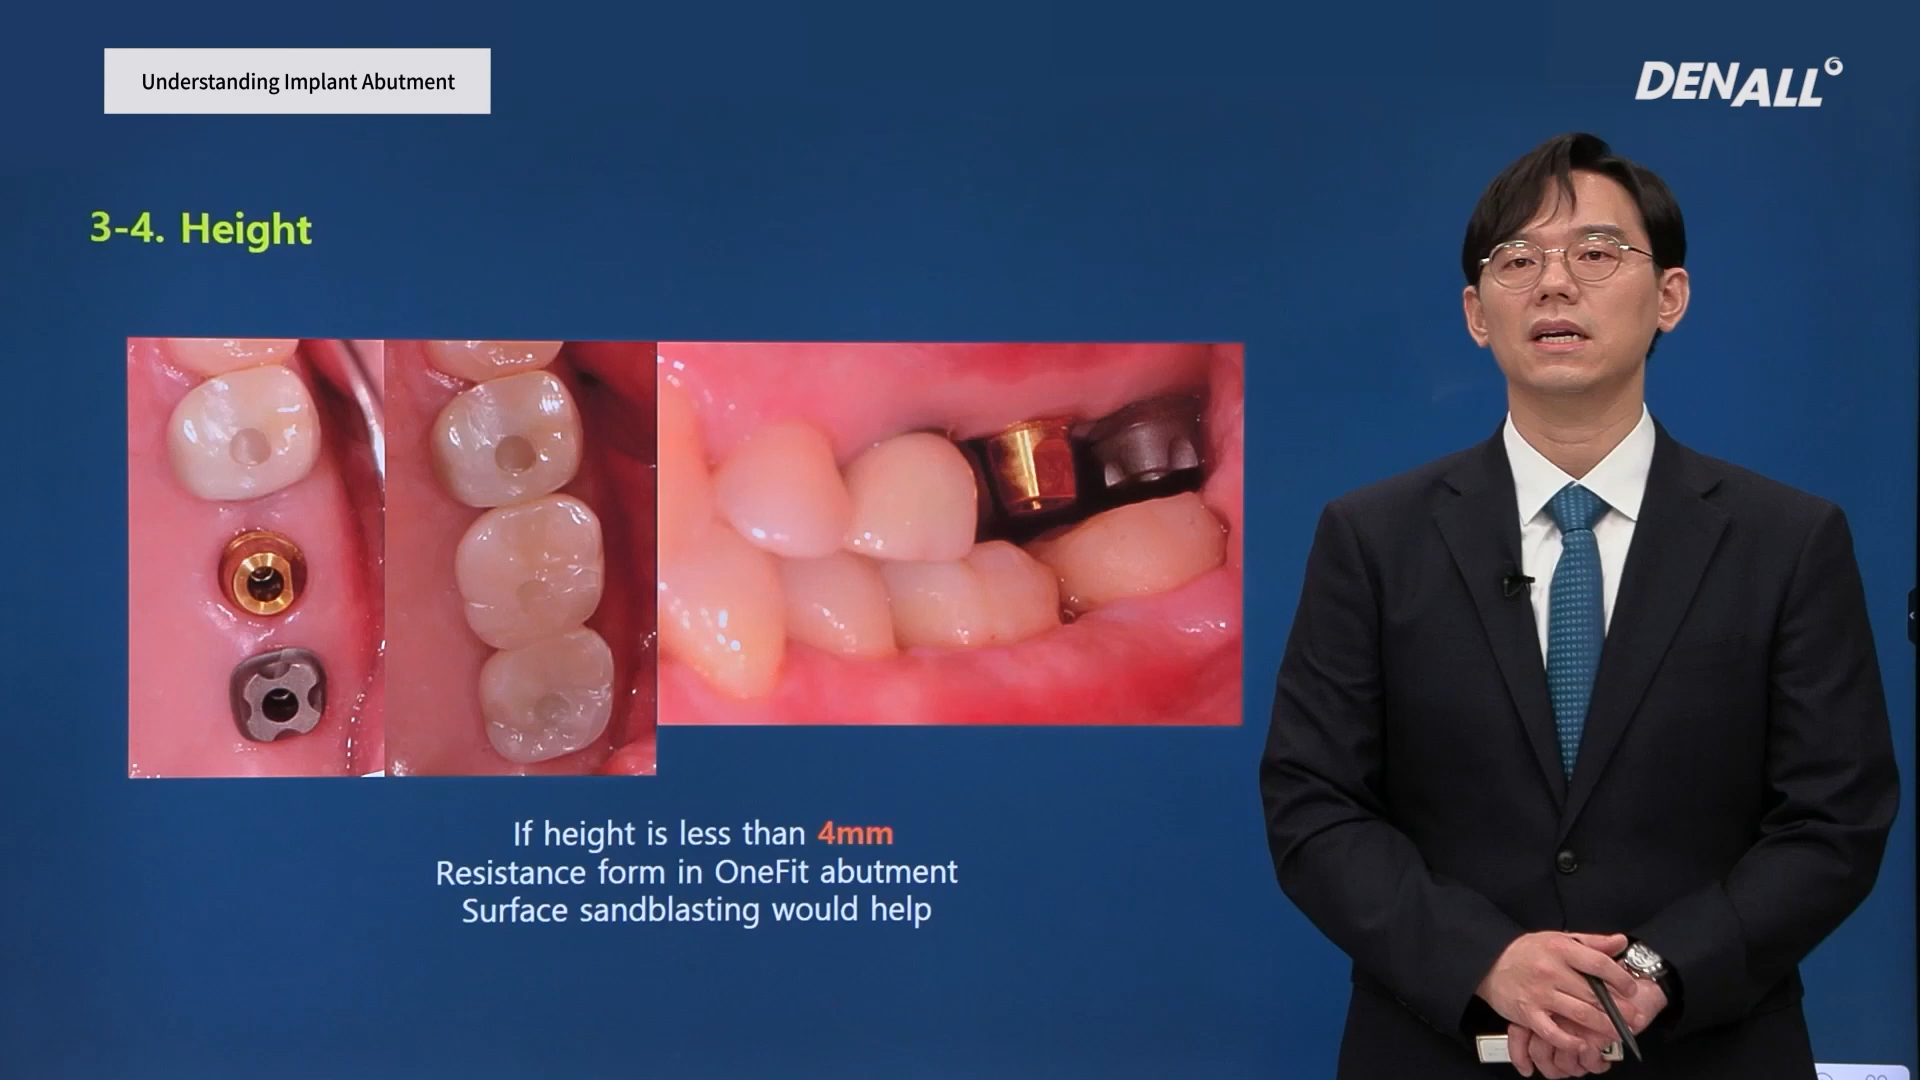 Understanding Implant Abutment
DENALL
3-4. Height
If height is less than 4mm
Resistance form in OneFit abutment
Surface sandblasting would help